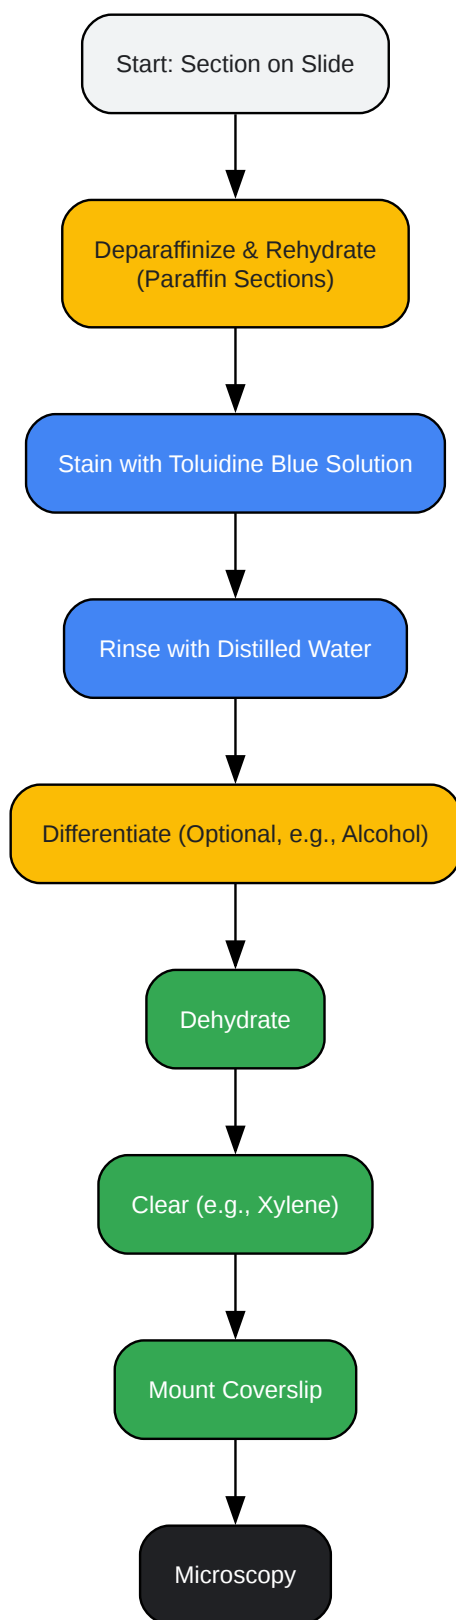 Start: Section on Slide
Deparaffinize & Rehydrate
(Paraffin Sections)
Stain with Toluidine Blue Solution
Rinse with Distilled Water
Differentiate (Optional, e.g., Alcohol)
Dehydrate
Clear (e.g., Xylene)
Mount Coverslip
Microscopy